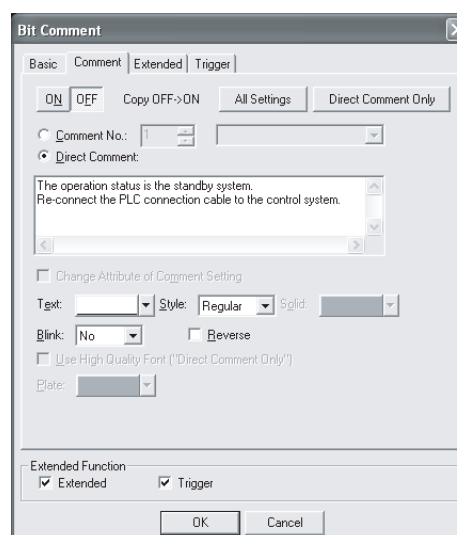 Bit Comment
Basic Comment Extended Trigger
ON OFF Copy OFF->ON All Settings Direct Comment Only
Comment No.: 1
Direct Comment:
The operation status is the standby system.
Re-connect the PLC connection cable to the control system.
Change Attribute of Comment Setting
Text: Style: Regular Solid:
Blink: No Reverse
Use High Quality Font ("Direct Comment Only")
Plate:
Extended Function
Extended Trigger
OK Cancel